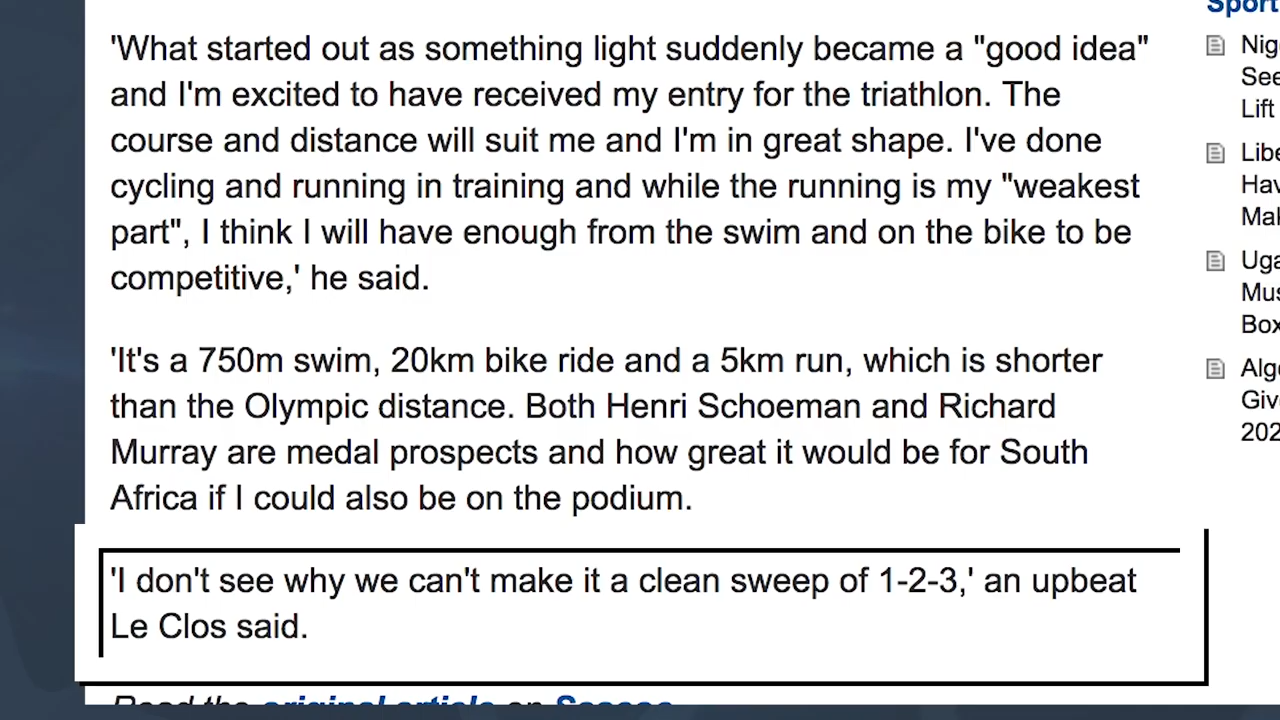 Sport
'What started out as something light suddenly became a "good idea"
and I'm excited to have received my entry for the triathlon. The
course and distance will suit me and I'm in great shape. I've done
cycling and running in training and while the running is my "weakest
part", I think I will have enough from the swim and on the bike to be
competitive,' he said.
'It's a 750m swim, 20km bike ride and a 5km run, which is shorter
than the Olympic distance. Both Henri Schoeman and Richard
Murray are medal prospects and how great it would be for South
Africa if I could also be on the podium.
'I don't see why we can't make it a clean sweep of 1-2-3,' an upbeat
Le Clos said.
Read the original article on
Lift